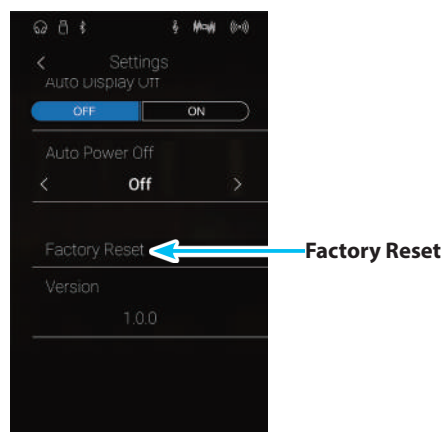 Settings
Auto Display Off
OFF ON
Auto Power Off
< Off >
Factory Reset
Factory Reset
Version
1.0.0